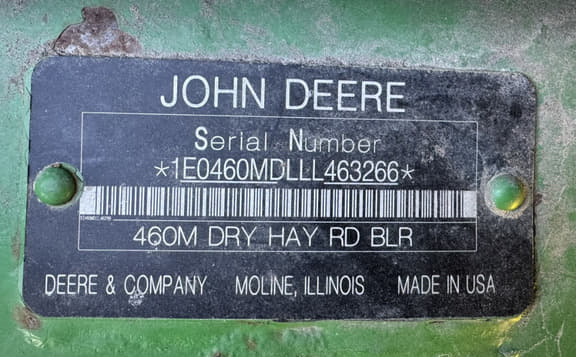 JOHN DEERE
Serial Number
*1E0460MDLLL463266*
460M DRY HAY RD BLR
DEERE & COMPANY MOLINE, ILLINOIS MADE IN USA